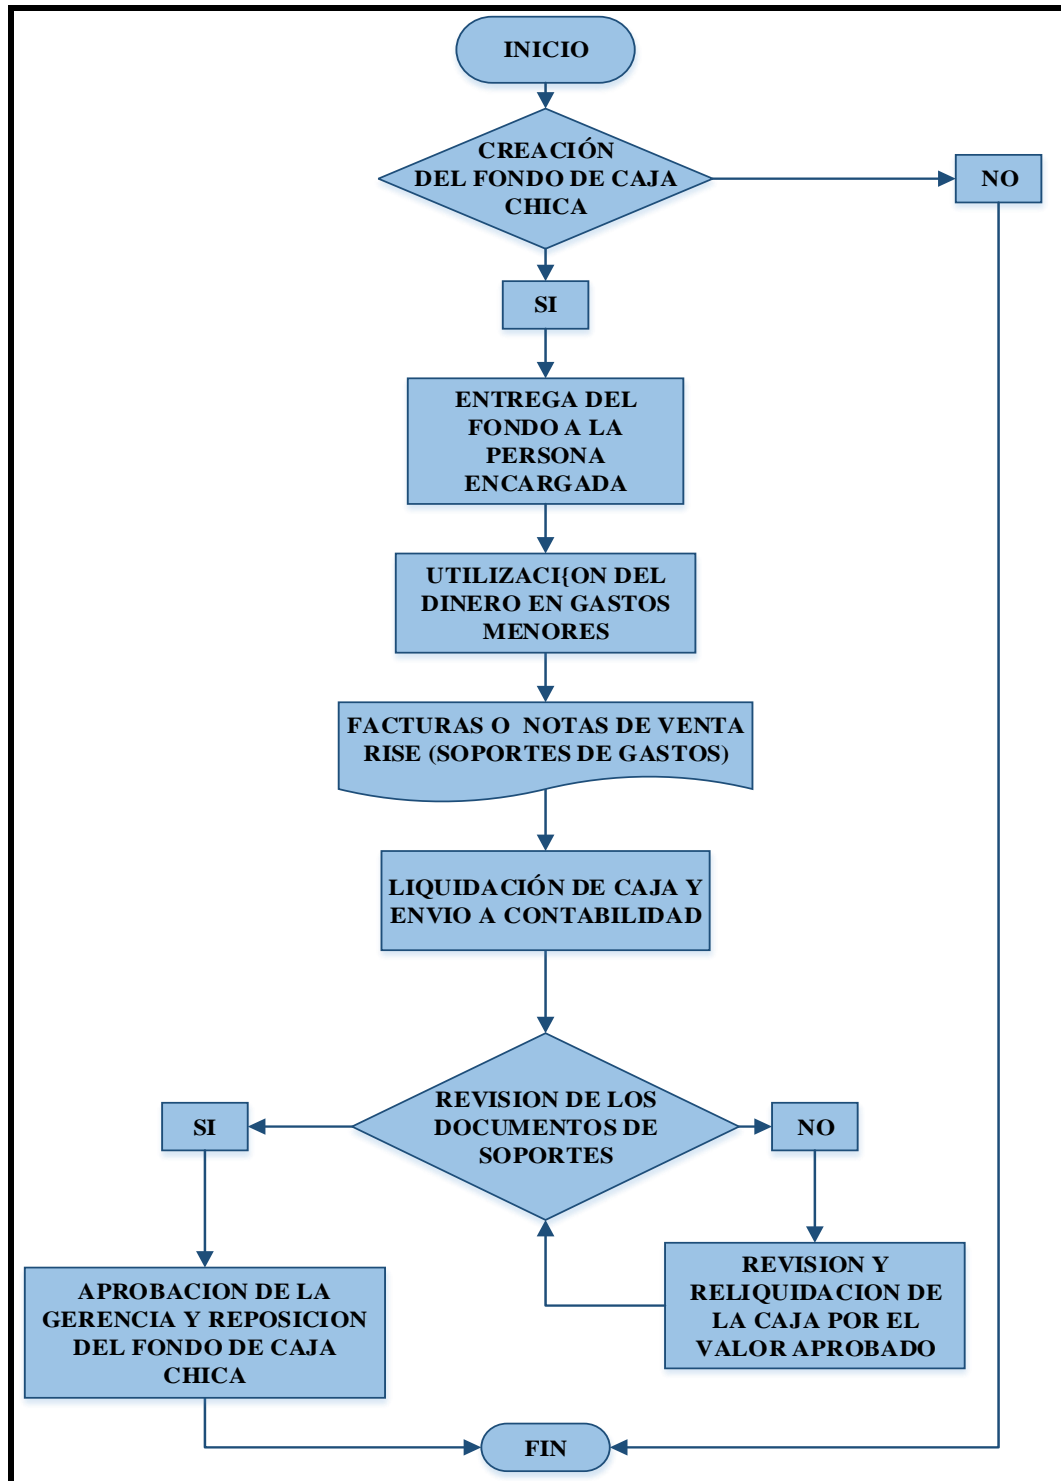 INICIO
CREACIÓN
DEL FONDO DE CAJA
CHICA
NO
SI
ENTREGA DEL
FONDO A LA
PERSONA
ENCARGADA
UTILIZACI{ON DEL
DINERO EN GASTOS
MENORES
FACTURAS O NOTAS DE VENTA
RISE (SOPORTES DE GASTOS)
LIQUIDACIÓN DE CAJA Y
ENVIO A CONTABILIDAD
REVISION DE LOS
DOCUMENTOS DE
SOPORTES
SI
NO
APROBACION DE LA
GERENCIA Y REPOSICION
DEL FONDO DE CAJA
CHICA
REVISION Y
RELIQUIDACION DE
LA CAJA POR EL
VALOR APROBADO
FIN